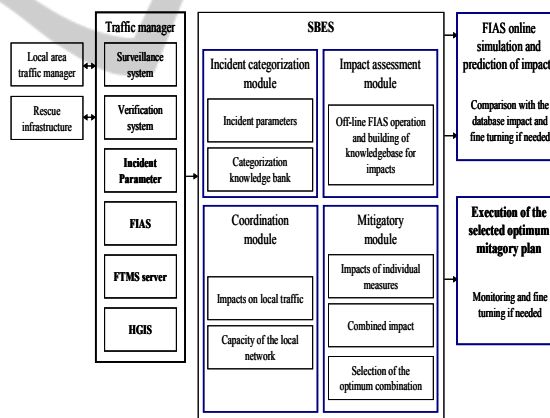 Local area
traffic manager
Rescue
infrastructure
Traffic manager
Surveillance
system
Verification
system
Incident
Parameter
FIAS
FTMS server
HGIS
SBES
Incident categorization
module
Incident parameters
Categorization
knowledge bank
Impact assessment
module
Off-line FIAS operation
and building of
knowledgebase for
impacts
Coordination
module
Impacts on local traffic
Capacity of the local
network
Mitigatory
module
Impacts of individual
measures
Combined impact
Selection of the
optimum combination
FIAS online
simulation and
prediction of impact
Comparison with the
database impact and
fine turning if needed
Execution of the
selected optimum
mitagory plan
Monitoring and fine
turning if needed